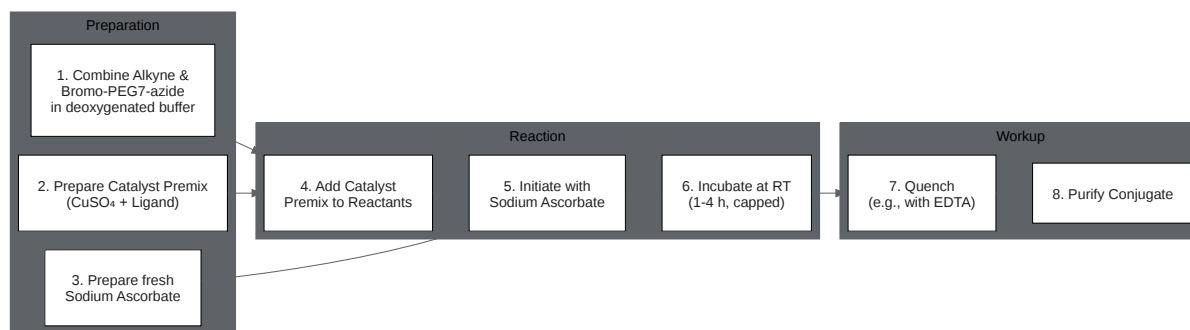 Preparation
1. Combine Alkyne &
Bromo-PEG7-azide
in deoxygenated buffer
2. Prepare Catalyst Premix
(CuSO₄ + Ligand)
3. Prepare fresh
Sodium Ascorbate
Reaction
4. Add Catalyst
Premix to Reactants
5. Initiate with
Sodium Ascorbate
6. Incubate at RT
(1-4 h, capped)
Workup
7. Quench
(e.g., with EDTA)
8. Purify Conjugate